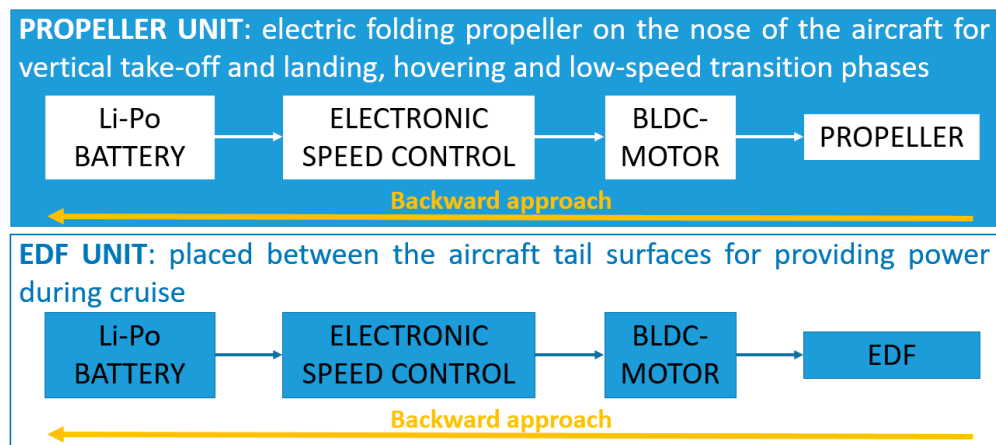 PROPELLER UNIT: electric folding propeller on the nose of the aircraft for
vertical take-off and landing, hovering and low-speed transition phases
Li-Po
BATTERY
ELECTRONIC
SPEED CONTROL
BLDC-
MOTOR
PROPELLER
Backward approach
EDF UNIT: placed between the aircraft tail surfaces for providing power
during cruise
Li-Po
BATTERY
ELECTRONIC
SPEED CONTROL
BLDC-
MOTOR
EDF
Backward approach